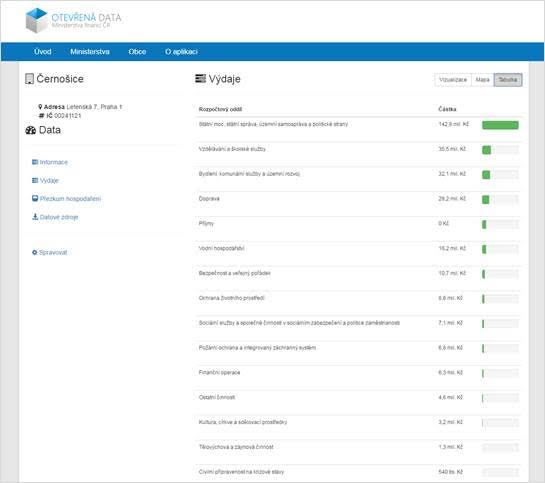 OTEVŘENÁ DATA
Ministerstva financí ČR
Úvod Ministerstva Obce O aplikaci
Černošice
Adresa Letenská 7, Praha 1
IČ 00241121
Data
Informace
Výdaje
Přezkum hospodaření
Datové zdroje
Spravovat
Výdaje
Vizualizace Mapa Tabulka
Rozpočtový oddíl Částka
Státní moc, státní správa, územní samospráva a politické strany 142,8 mil. Kč
Vzdělávání a školské služby 35,5 mil. Kč
Bydlení, komunální služby a územní rozvoj 32,1 mil. Kč
Doprava 29,2 mil. Kč
Příjmy 0 Kč
Vodní hospodářství 16,2 mil. Kč
Bezpečnost a veřejný pořádek 10,7 mil. Kč
Ochrana životního prostředí 8,8 mil. Kč
Sociální služby a společné činnosti v sociálním zabezpečení a politice zaměstnanosti 7,1 mil. Kč
Požární ochrana a integrovaný záchranný systém 6,8 mil. Kč
Finanční operace 6,3 mil. Kč
Ostatní činnosti 4,6 mil. Kč
Kultura, církve a sdělovací prostředky 3,2 mil. Kč
Tělovýchova a zájmová činnost 1,3 mil. Kč
Civilní připravenost na krizové stavy 540 tis. Kč